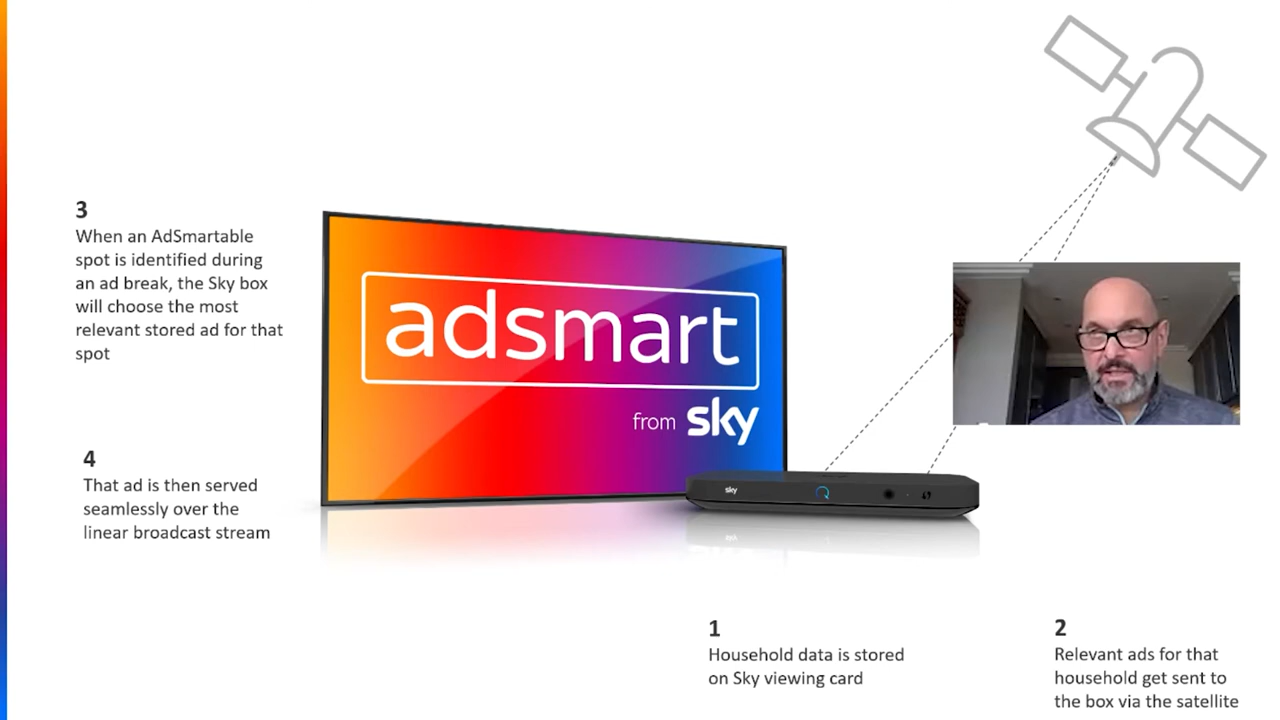 3
When an AdSmartable
spot is identified during
an ad break, the Sky box
will choose the most
relevant stored ad for that
spot
4
That ad is then served
seamlessly over the
linear broadcast stream
adsmart
from sky
sky
1
Household data is stored
on Sky viewing card
2
Relevant ads for that
household get sent to
the box via the satellite